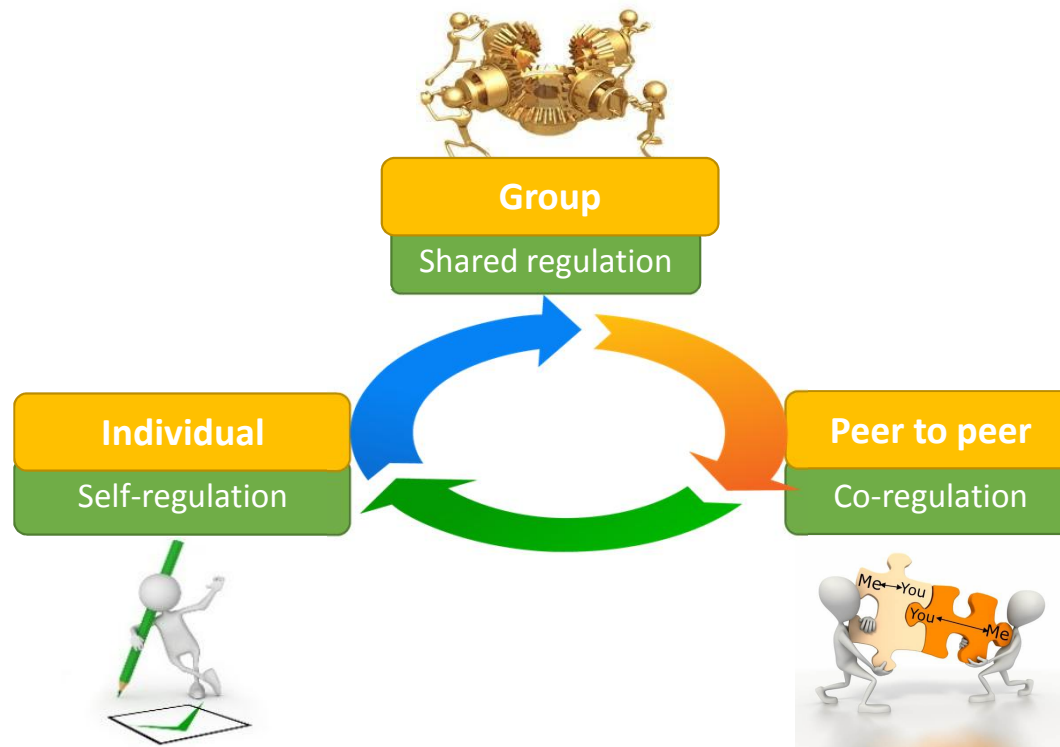 Group
Shared regulation
Individual
Self-regulation
Peer to peer
Co-regulation
Me You
You Me